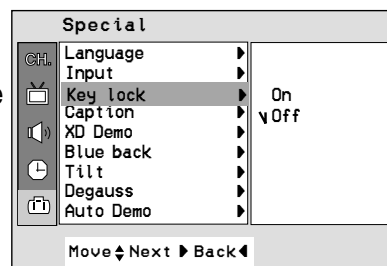 Special
CH.
Language
Input
Key lock
Caption
XD Demo
Blue back
Tilt
Degauss
Auto Demo
On
Off
Move Next Back
e